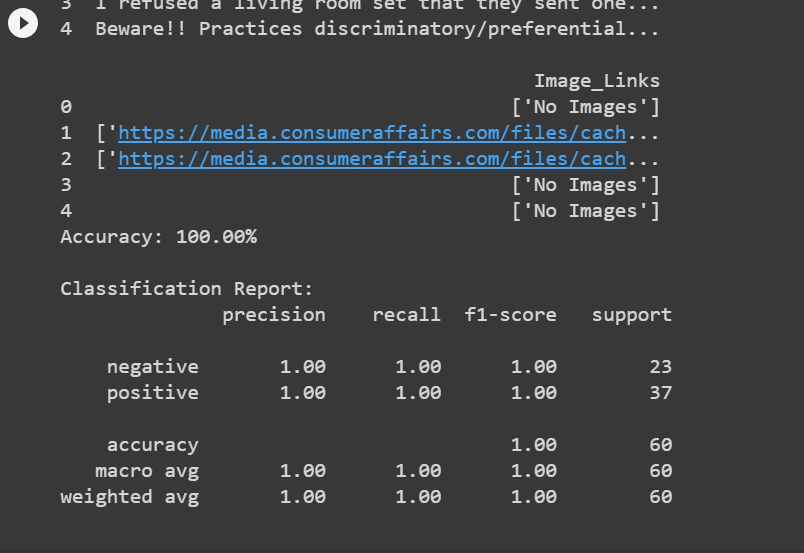 3  I refused a living room set that they sent one...
4  Beware!! Practices discriminatory/preferential...
Image_Links
0  ['No Images']
1  ['https://media.consumeraffairs.com/files/cach...
2  ['https://media.consumeraffairs.com/files/cach...
3  ['No Images']
4  ['No Images']
Accuracy: 100.00%
Classification Report:
precision    recall  f1-score   support
negative       1.00      1.00      1.00        23
positive       1.00      1.00      1.00        37
accuracy                           1.00        60
macro avg       1.00      1.00      1.00        60
weighted avg       1.00      1.00      1.00        60